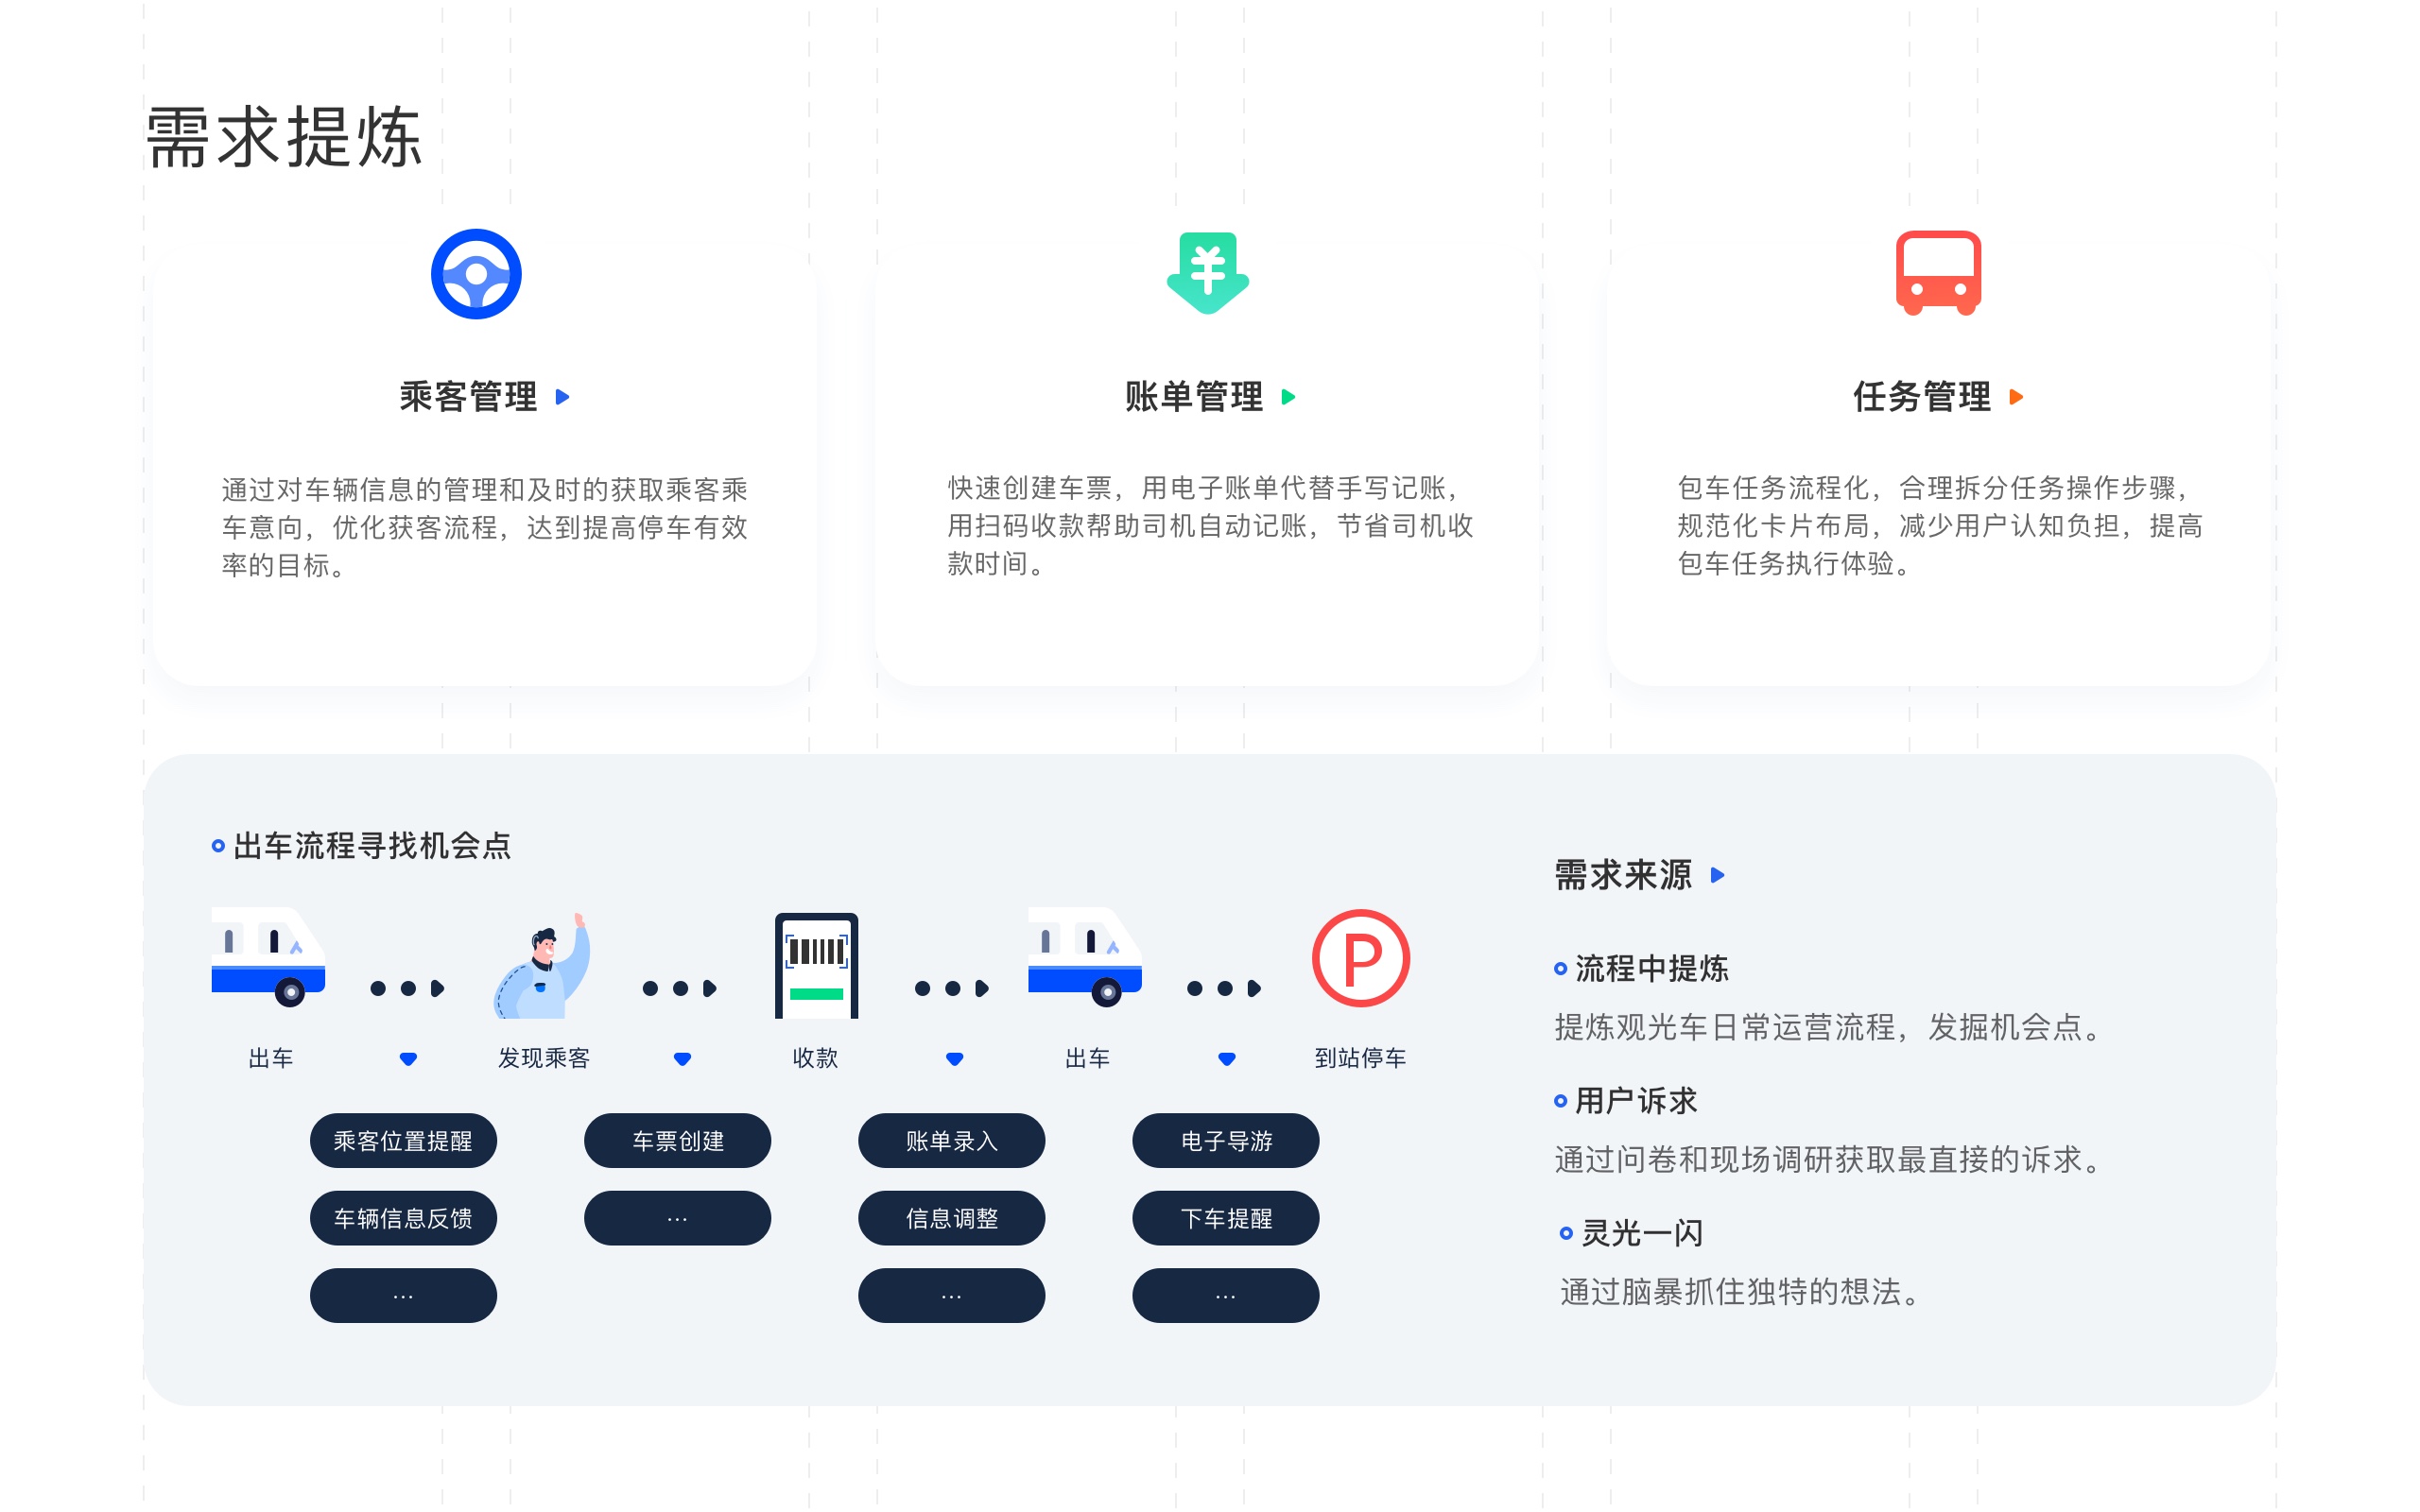 需求提炼
乘客管理
通过对车辆信息的管理和及时的获取乘客乘
车意向，优化获客流程，达到提高停车有效
率的目标。
账单管理
快速创建车票，用电子账单代替手写记账，
用扫码收款帮助司机自动记账，节省司机收
款时间。
任务管理
包车任务流程化，合理拆分任务操作步骤，
规范化卡片布局，减少用户认知负担，提高
包车任务执行体验。
出车流程寻找机会点
出车
发现乘客
收款
出车
P
到站停车
乘客位置提醒
车票创建
账单录入
电子导游
车辆信息反馈
...
信息调整
下车提醒
...
...
...
需求来源
流程中提炼
提炼观光车日常运营流程，发掘机会点。
用户诉求
通过问卷和现场调研获取最直接的诉求。
灵光一闪
通过脑暴抓住独特的想法。